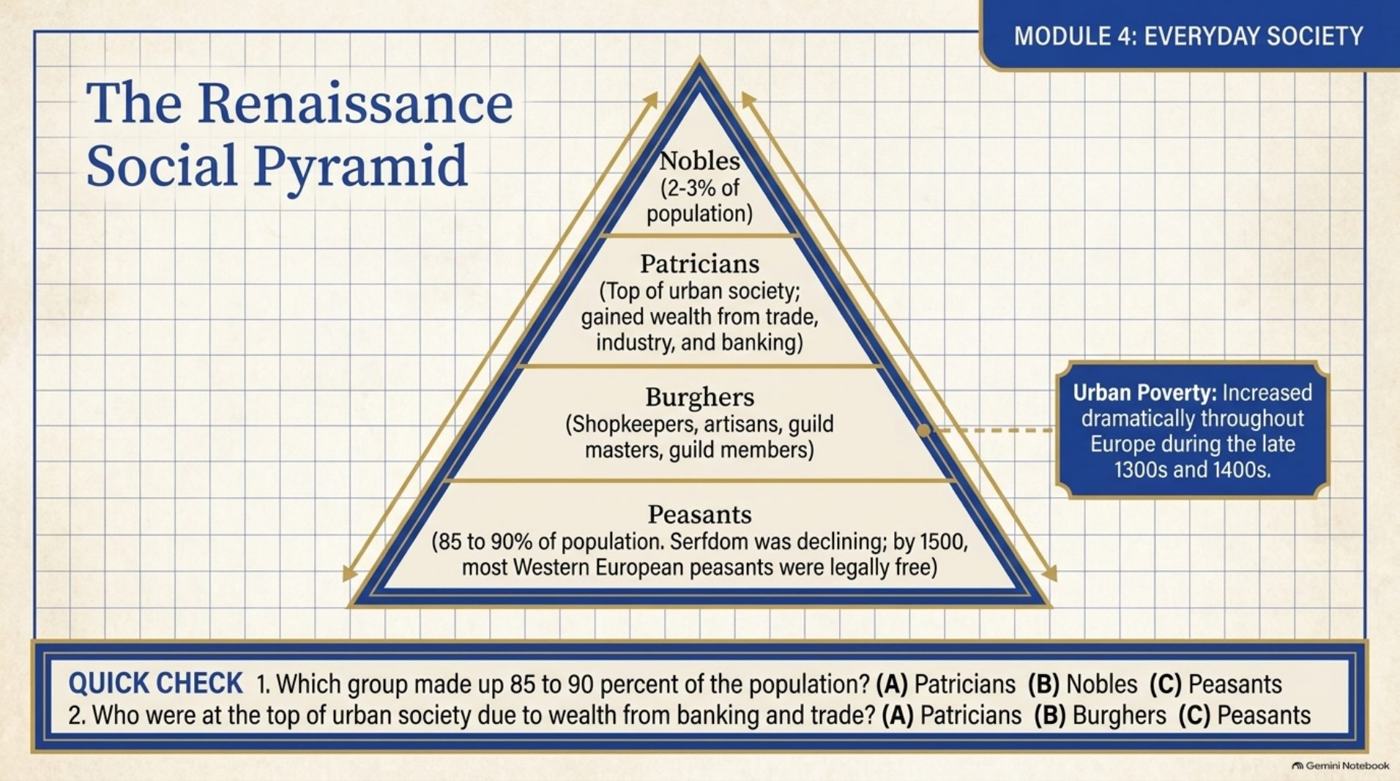 MODULE 4: EVERYDAY SOCIETY
The Renaissance
Social Pyramid
Nobles
(2-3% of
population)
Patricians
(Top of urban society;
gained wealth from trade,
industry, and banking)
Burghers
(Shopkeepers, artisans, guild
masters, guild members)
Urban Poverty: Increased
dramatically throughout
Europe during the late
1300s and 1400s.
Peasants
(85 to 90% of population. Serfdom was declining; by 1500,
most Western European peasants were legally free)
QUICK CHECK 1. Which group made up 85 to 90 percent of the population? (A) Patricians (B) Nobles (C) Peasants
2. Who were at the top of urban society due to wealth from banking and trade? (A) Patricians (B) Burghers (C) Peasants
Gemini Notebook